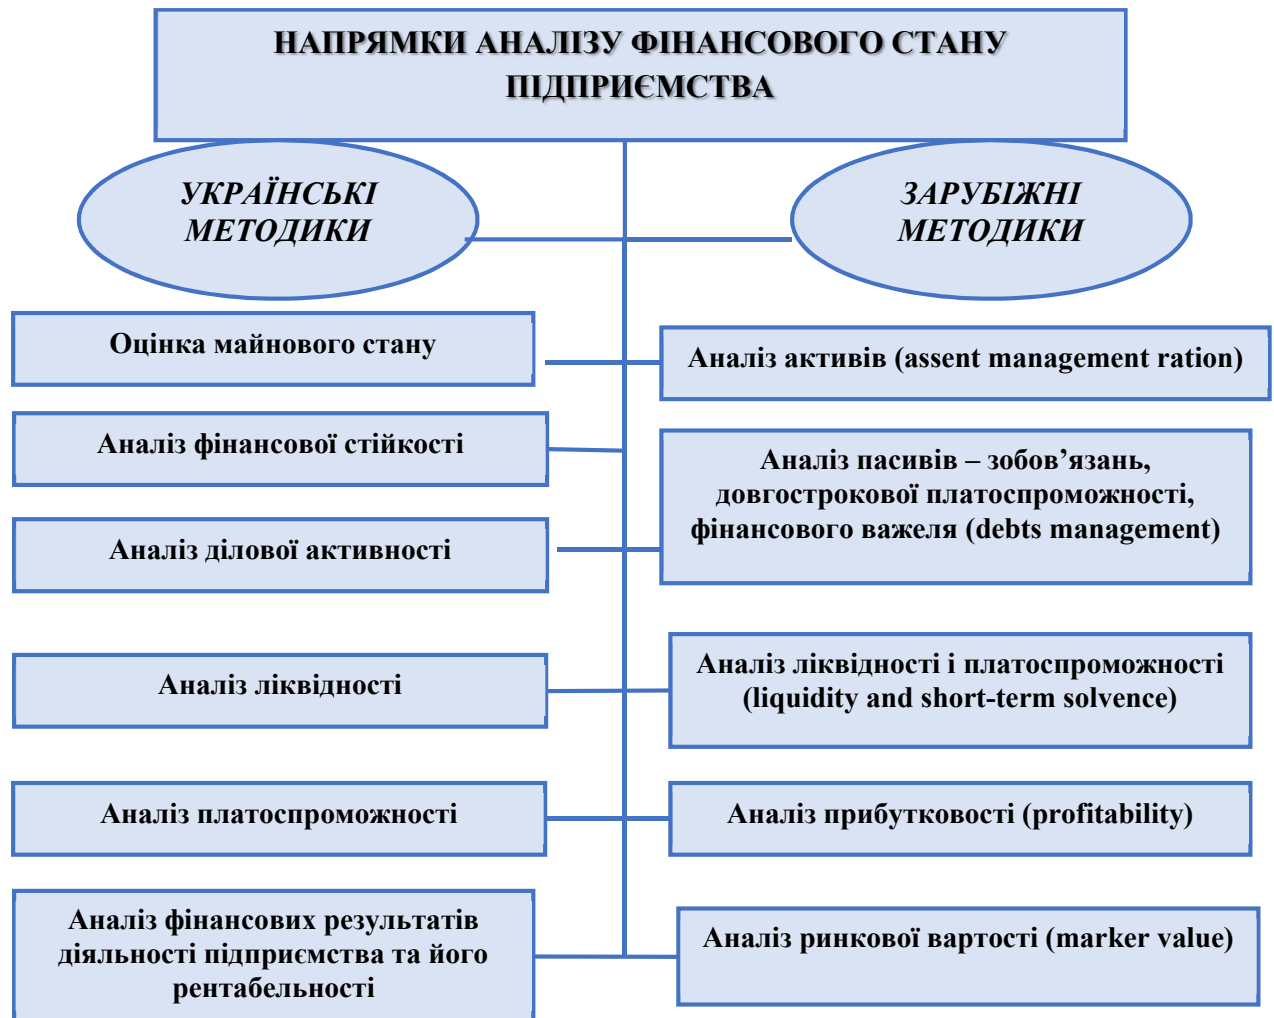 НАПРЯМКИ АНАЛІЗУ ФІНАНСОВОГО СТАНУ
ПІДПРИЄМСТВА
УКРАЇНСЬКІ
МЕТОДИКИ
ЗАРУБІЖНІ
МЕТОДИКИ
Оцінка майнового стану
Аналіз фінансової стійкості
Аналіз ділової активності
Аналіз ліквідності
Аналіз платоспроможності
Аналіз фінансових результатів
діяльності підприємства та його
рентабельності
Аналіз активів (assent management ration)
Аналіз пасивів – зобов’язань,
довгострокової платоспроможності,
фінансового важеля (debts management)
Аналіз ліквідності і платоспроможності
(liquidity and short-term solvence)
Аналіз прибутковості (profitability)
Аналіз ринкової вартості (marker value)